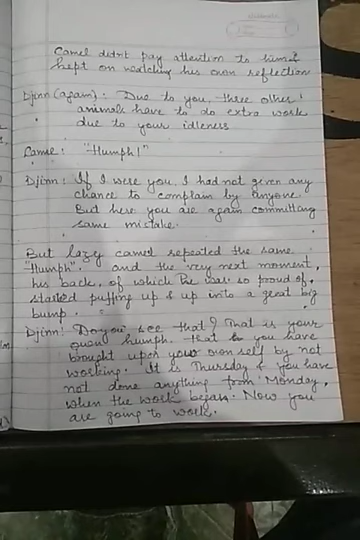 Camel didn't pay attention to him &
kept on watching his own reflection
Djinn (again): Due to you, three other
animals have to do extra work
due to your idleness
Camel: "Humph!"
Djinn: If I were you, I had not given any
chance to complain by anyone.
But here you are again committing
same mistake.
But lazy camel repeated the same
"Humph". and the very next moment,
his back, of which he was so proud of,
started puffing up & up into a great big
hump.
Djinn: Do you see that? That is your
own humph that you have
brought upon your own self by not
working. It is Thursday & you have
not done anything from Monday,
when the work began. Now you
are going to work.